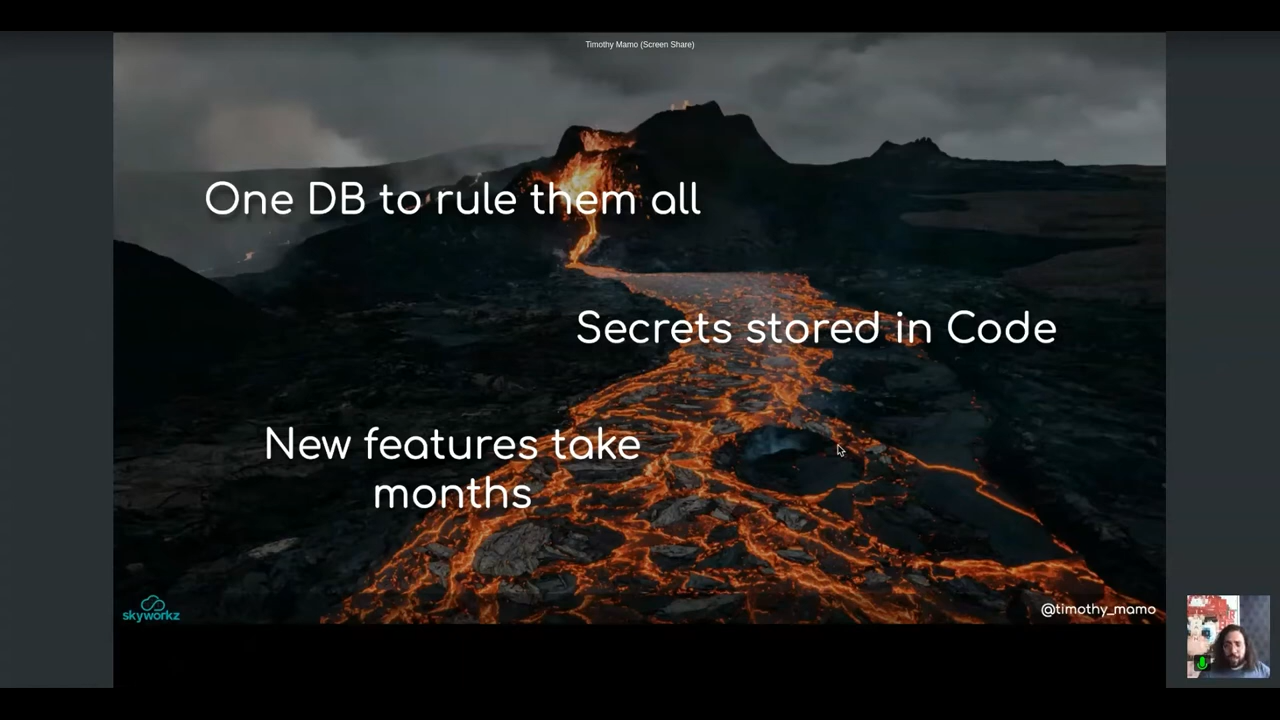 Timothy Mamo (Screen Share)
One DB to rule them all
Secrets stored in Code
New features take
months
skyworkz
@timothy_mamo